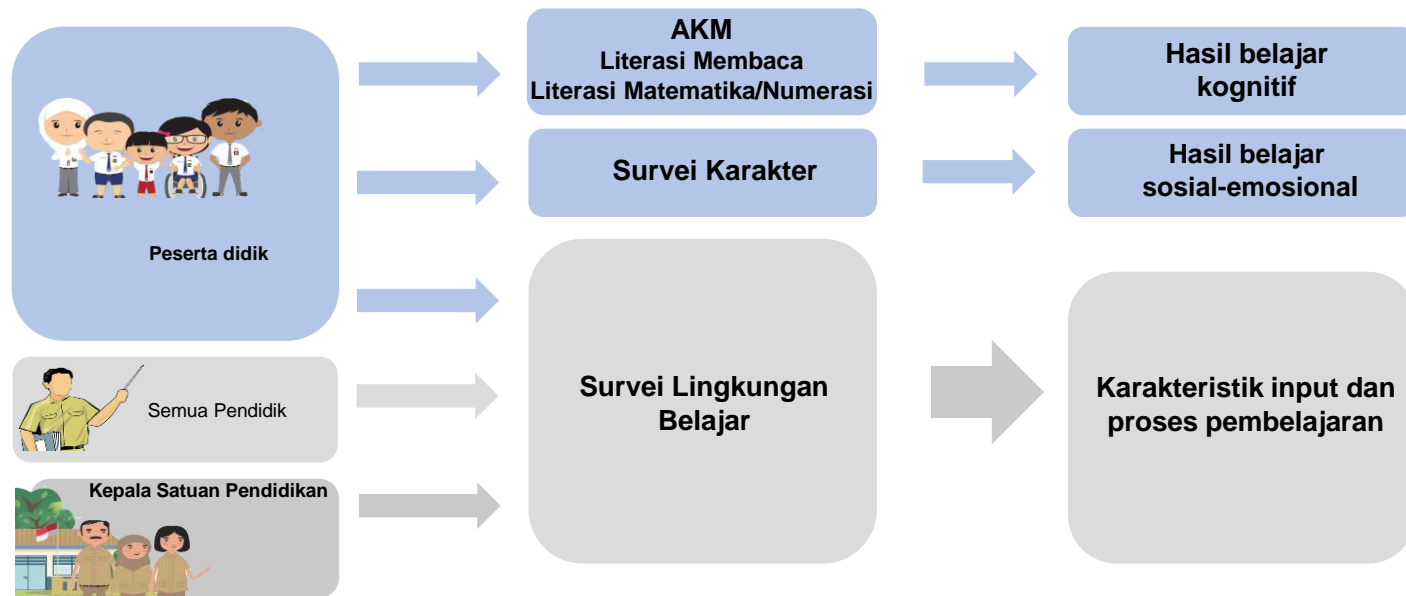 AKM
Literasi Membaca
Literasi Matematika/Numerasi
Hasil belajar
kognitif
Survei Karakter
Hasil belajar
sosial-emosional
Peserta didik
Survei Lingkungan
Belajar
Karakteristik input dan
proses pembelajaran
Semua Pendidik
Kepala Satuan Pendidikan